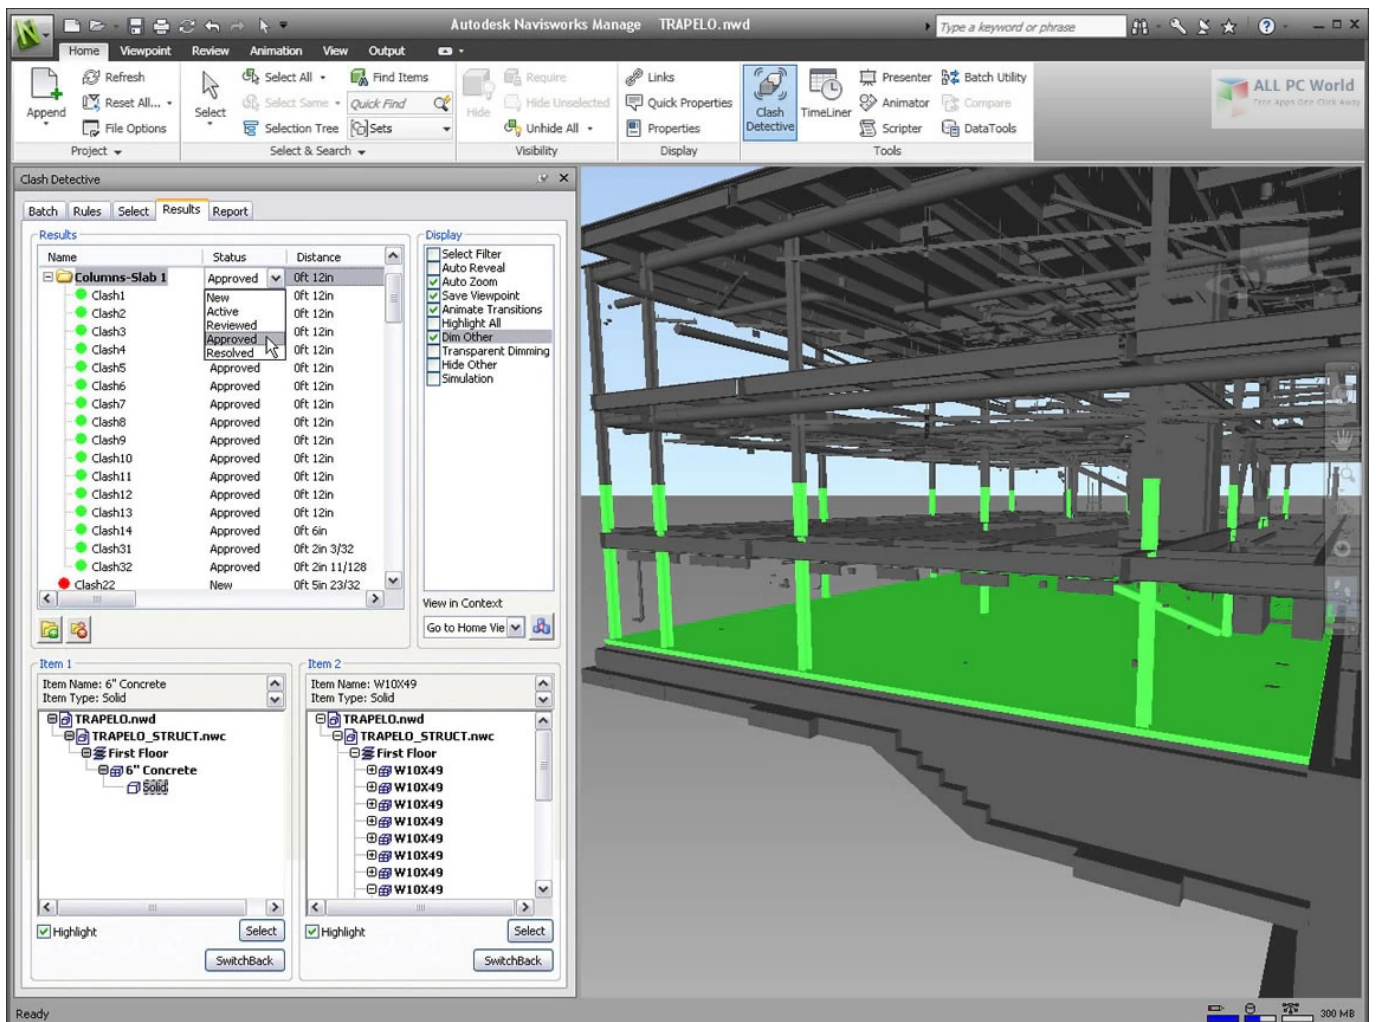 Autodesk Navisworks Manage TRAPELO.nwd
Type a keyword or phrase
Home Viewpoint Review Animation View Output
Append
Refresh
Reset All...
File Options
Project
Select
Select All
Select Same
Selection Tree
Find Items
Quick Find
Sets
Select & Search
Hide
Require
Hide Unselected
Unhide All
Visibility
Links
Quick Properties
Properties
Display
Clash Detective
TimeLiner
Presenter
Animator
Scripter
Batch Utility
Compare
DataTools
Tools
ALL PC World
Free Apps One Click Away
Clash Detective
Batch Rules Select Results Report
Results
Name Status Distance
Columns-Slab 1 Approved 0ft 12in
Clash1 0ft 12in
Clash2 0ft 12in
Clash3 0ft 12in
Clash4 0ft 12in
New
Active
Reviewed
Approved
Resolved
Clash5 Approved 0ft 12in
Clash6 Approved 0ft 12in
Clash7 Approved 0ft 12in
Clash8 Approved 0ft 12in
Clash9 Approved 0ft 12in
Clash10 Approved 0ft 12in
Clash11 Approved 0ft 12in
Clash12 Approved 0ft 12in
Clash13 Approved 0ft 12in
Clash14 Approved 0ft 6in
Clash31 Approved 0ft 2in 3/32
Clash32 Approved 0ft 2in 11/128
Clash22 New 0ft 5in 23/32
Display
Select Filter
Auto Reveal
Auto Zoom
Save Viewpoint
Animate Transitions
Highlight All
Dim Other
Transparent Dimming
Hide Other
Simulation
View in Context
Go to Home Vie
Item 1
Item Name: 6" Concrete
Item Type: Solid
TRAPELO.nwd
TRAPELO_STRUCT.nwc
First Floor
6" Concrete
Solid
Highlight
Select
SwitchBack
Item 2
Item Name: W10X49
Item Type: Solid
TRAPELO.nwd
TRAPELO_STRUCT.nwc
First Floor
W10X49
W10X49
W10X49
W10X49
W10X49
W10X49
W10X49
W10X49
Highlight
Select
SwitchBack
Ready
300 MB